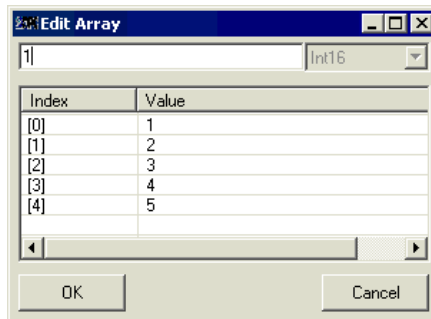 Edit Array
1 Int16
Index Value
[0] 1
[1] 2
[2] 3
[3] 4
[4] 5
OK Cancel